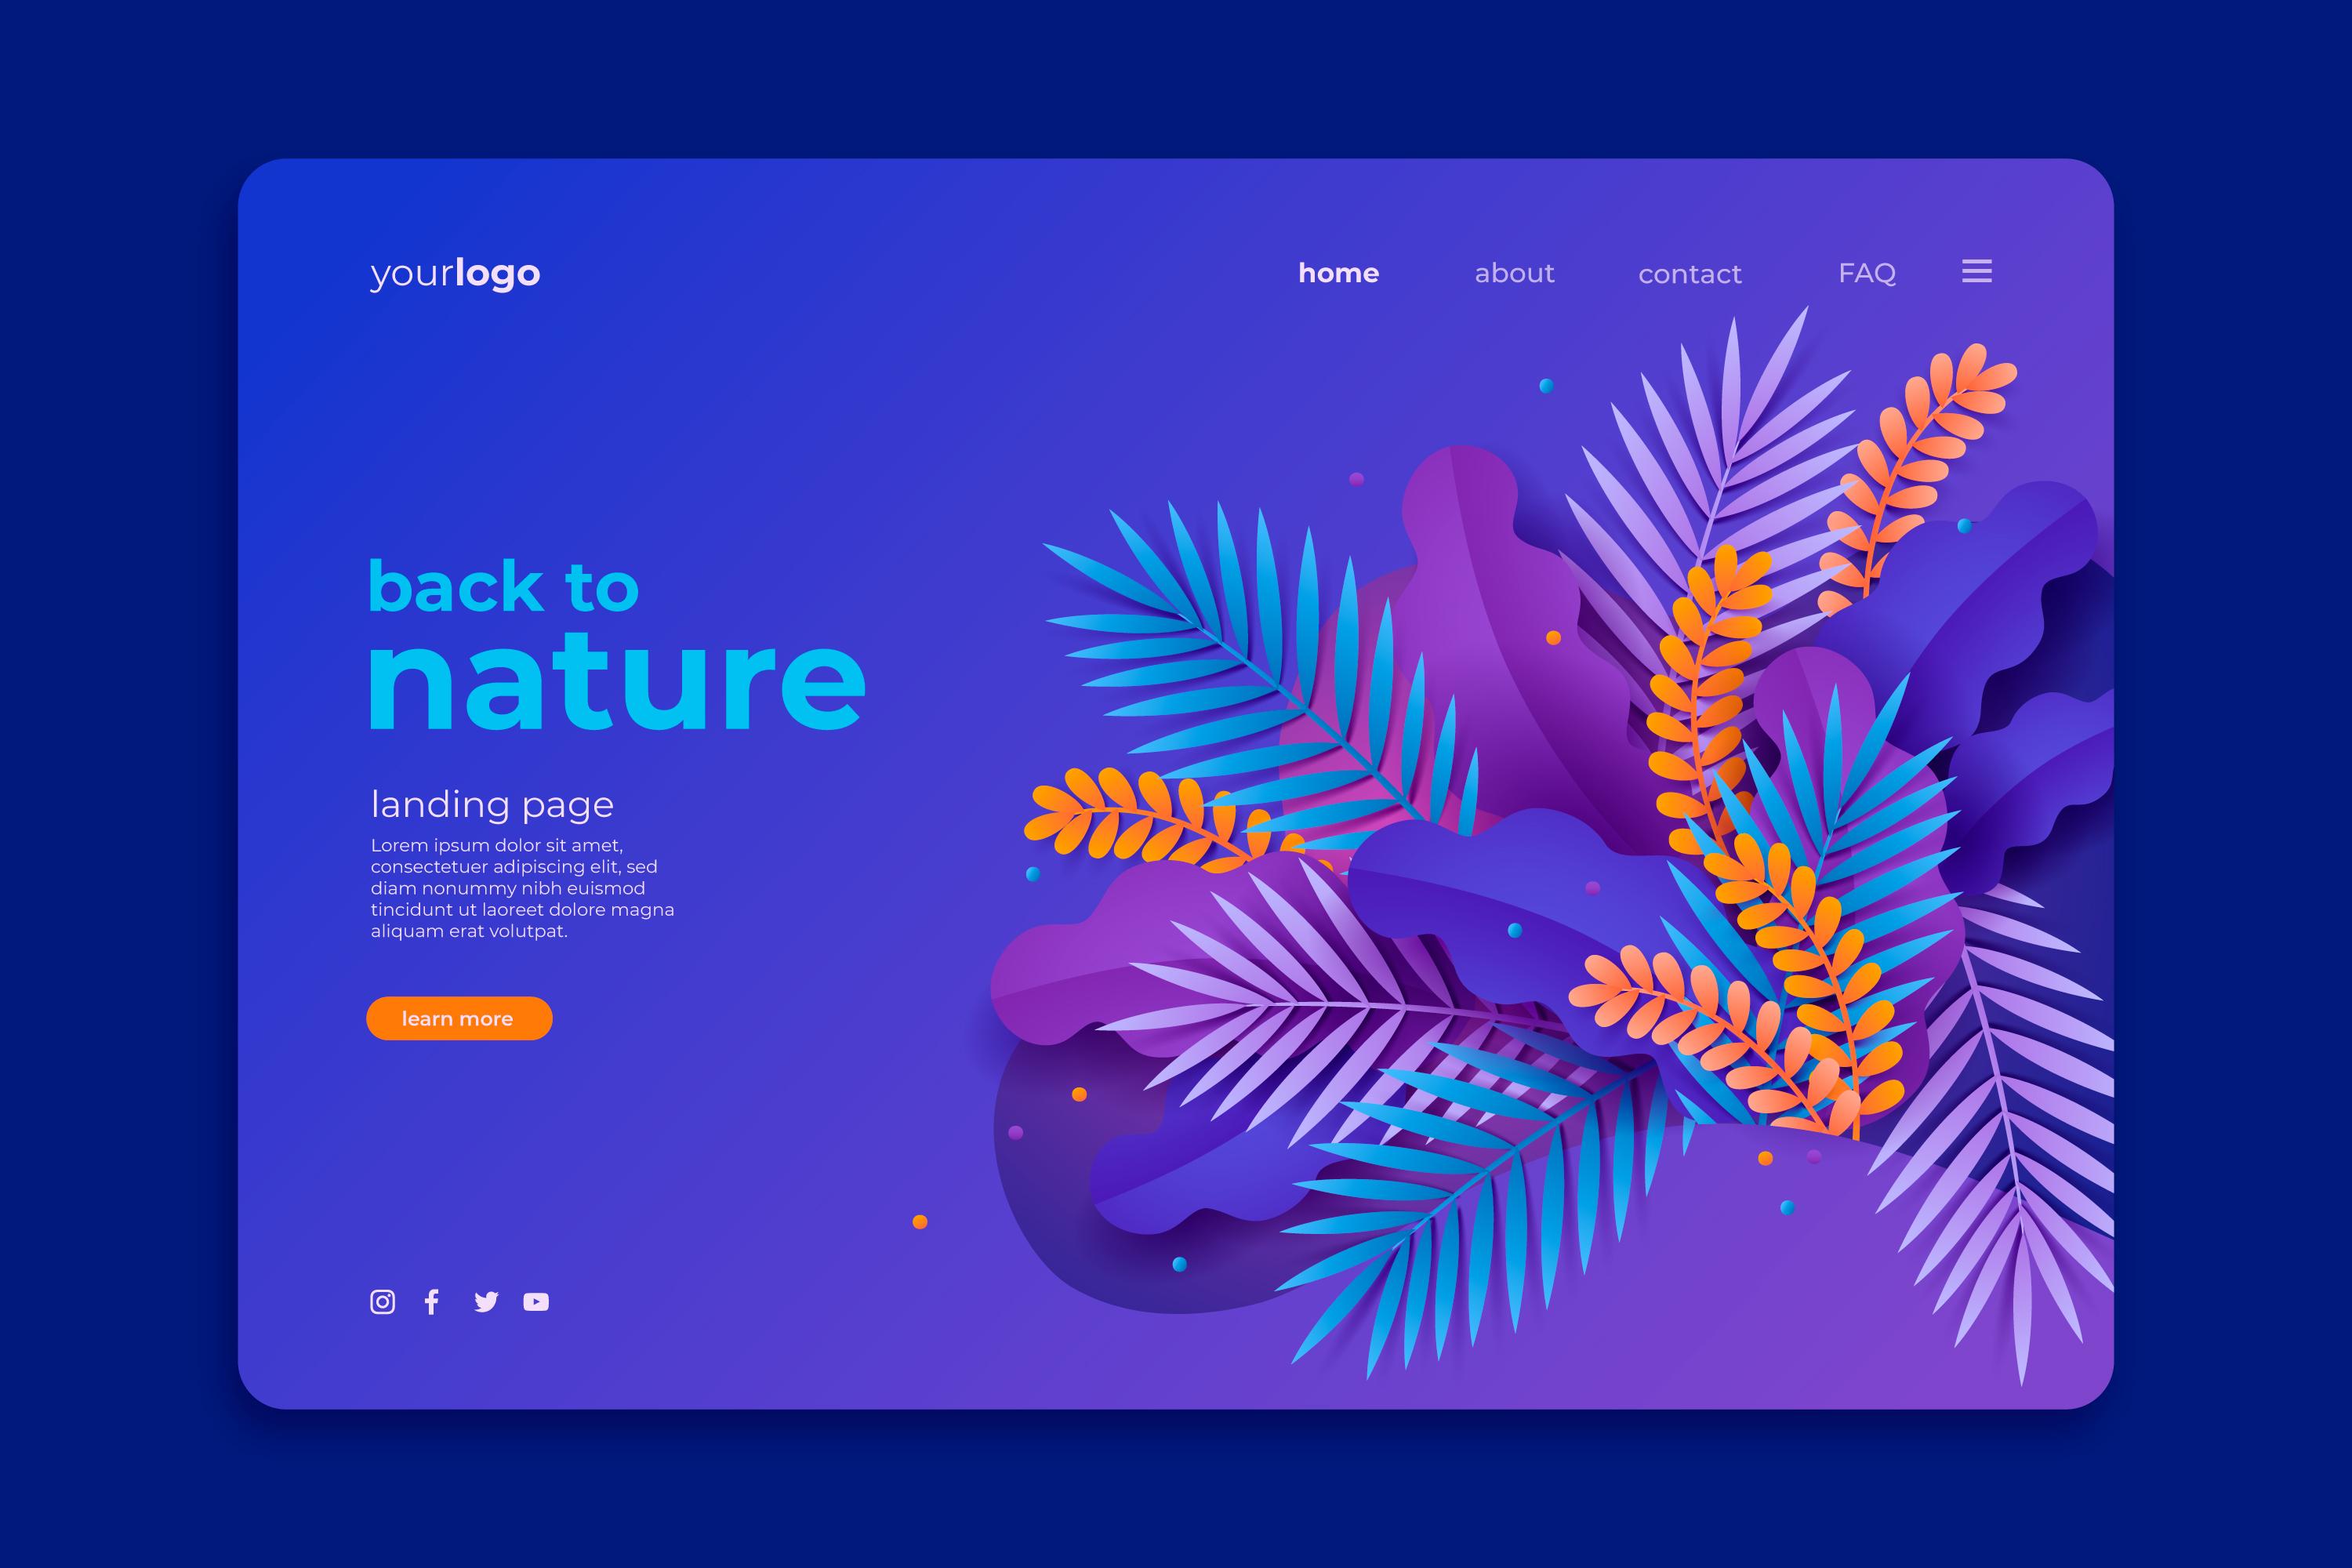 yourlogo
home about contact FAQ
back to
nature
landing page
Lorem ipsum dolor sit amet,
consectetuer adipiscing elit, sed
diam nonummy nibh euismod
tincidunt ut laoreet dolore magna
aliquam erat volutpat.
learn more